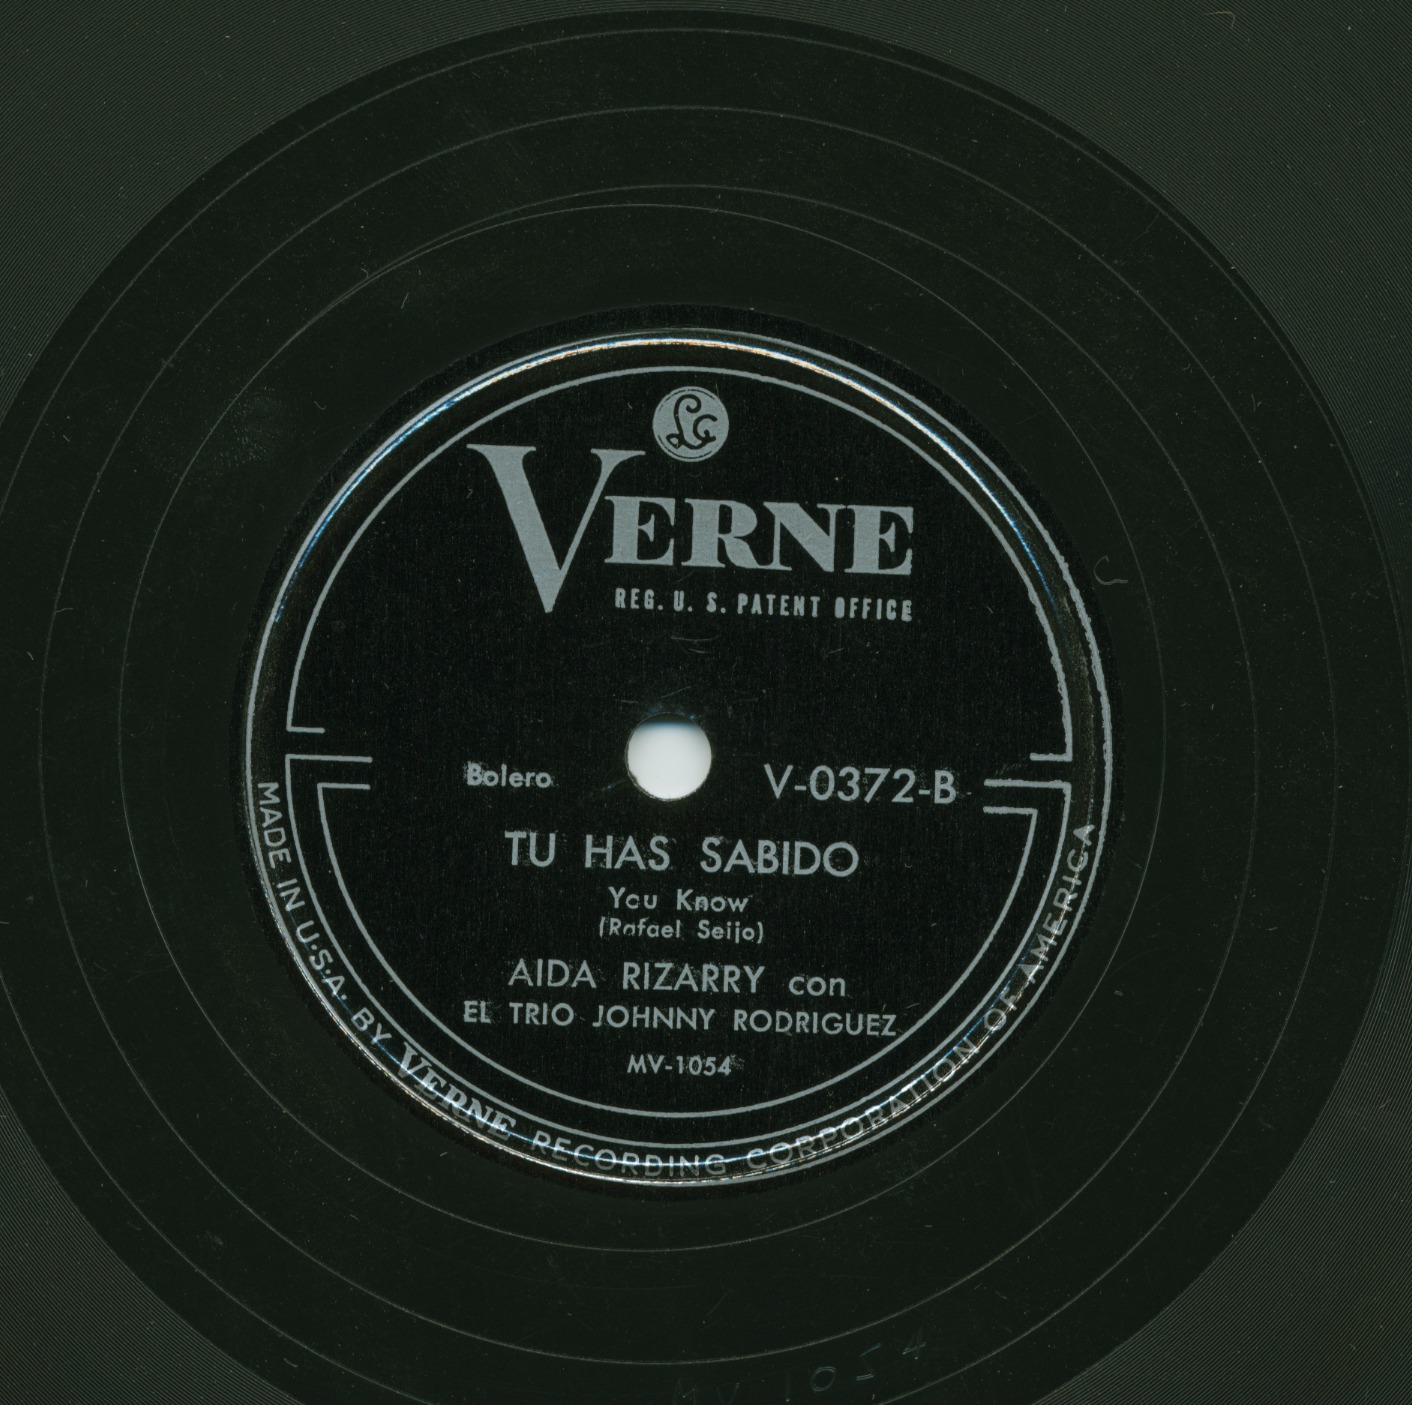 LG
VERNE
REG. U. S. PATENT OFFICE
Bolero
V-0372-B
TU HAS SABIDO
You Know
(Rafael Seijo)
AIDA RIZARRY con
EL TRIO JOHNNY RODRIGUEZ
MV-1054
MADE IN U.S.A. BY VERNE RECORDING CORPORATION OF AMERICA
MV 1054